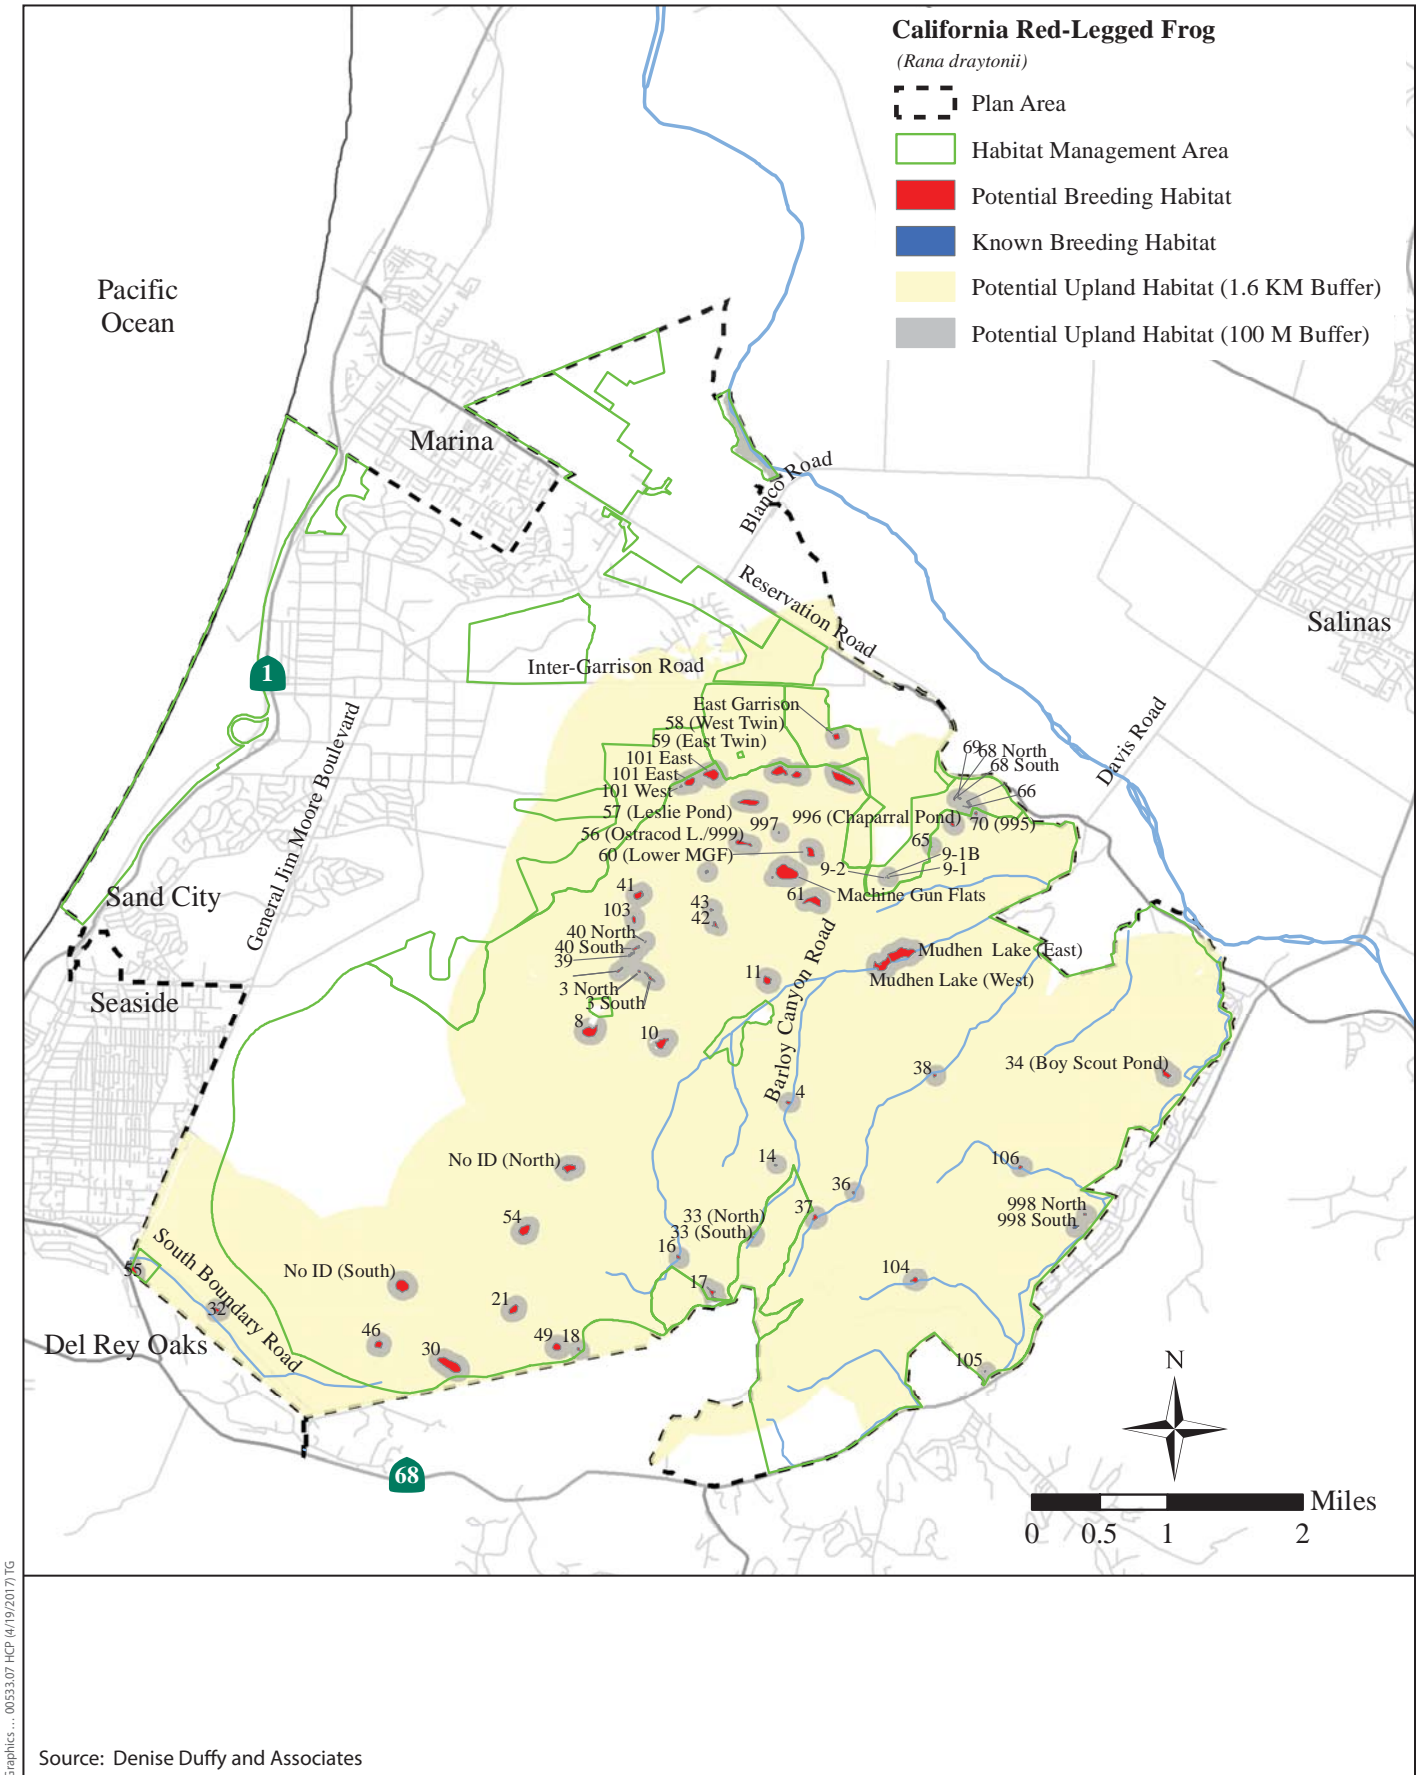 California Red-Legged Frog
(Rana draytonii)
Plan Area
Habitat Management Area
Potential Breeding Habitat
Known Breeding Habitat
Potential Upland Habitat (1.6 KM Buffer)
Potential Upland Habitat (100 M Buffer)
Pacific
Ocean
Marina
Blanco Road
Reservation Road
Salinas
Inter-Garrison Road
1
General Jim Moore Boulevard
Davis Road
East Garrison
58 (West Twin)
59 (East Twin)
101 East
101 East
101 West
57 (Leslie Pond)
997
996 (Chaparral Pond)
56 (Ostracod L./999)
60 (Lower MGF)
69
68 North
68 South
66
70 (995)
65
9-1B
9-1
9-2
Machine Gun Flats
61
41
103
43
42
40 North
40 South
39
3 North
3 South
Sand City
Seaside
Mudhen Lake (East)
Mudhen Lake (West)
11
8
10
Barloy Canyon Road
38
34 (Boy Scout Pond)
4
No ID (North)
14
106
36
37
998 North
998 South
33 (North)
33 (South)
54
16
No ID (South)
17
104
55
South Boundary Road
32
21
Del Rey Oaks
46
30
49
18
105
N
68
Miles
0
0.5
1
2
Graphics … 00533.07 HCP (4/19/2017) TG
Source: Denise Duffy and Associates